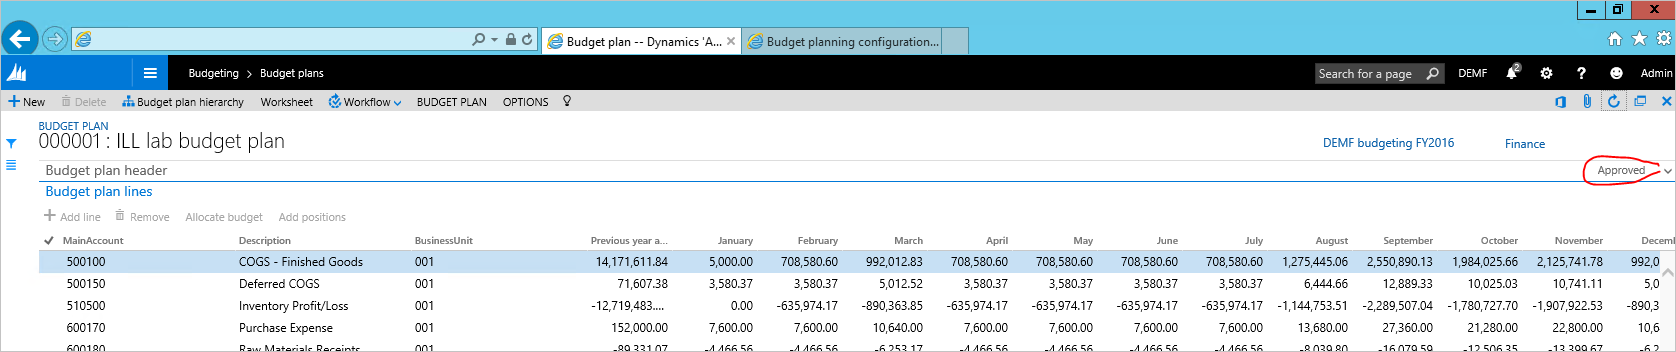 Budget plan -- Dynamics 'A... Budget planning configuration...
Budgeting > Budget plans Search for a page DEMF 2 ? Admin
New Delete Budget plan hierarchy Worksheet Workflow BUDGET PLAN OPTIONS
BUDGET PLAN
000001 : ILL lab budget plan DEMF budgeting FY2016 Finance
Budget plan header Approved
Budget plan lines
Add line Remove Allocate budget Add positions
MainAccount Description BusinessUnit Previous year a... January February March April May June July August September October November Decem
500100 COGS - Finished Goods 001 14,171,611.84 5,000.00 708,580.60 992,012.83 708,580.60 708,580.60 708,580.60 708,580.60 1,275,445.06 2,550,890.13 1,984,025.66 2,125,741.78 992,0
500150 Deferred COGS 001 71,607.38 3,580.37 3,580.37 5,012.52 3,580.37 3,580.37 3,580.37 3,580.37 6,444.66 12,889.33 10,025.03 10,741.11 5,0
510500 Inventory Profit/Loss 001 -12,719,483.... 0.00 -635,974.17 -890,363.85 -635,974.17 -635,974.17 -635,974.17 -635,974.17 -1,144,753.51 -2,289,507.04 -1,780,727.70 -1,907,922.53 -890,3
600170 Purchase Expense 001 152,000.00 7,600.00 7,600.00 10,640.00 7,600.00 7,600.00 7,600.00 7,600.00 13,680.00 27,360.00 21,280.00 22,800.00 10,6
600180 Raw Materials Receipts 001 -89,331.07 -4,466.56 -4,466.56 -6,253.17 -4,466.56 -4,466.56 -4,466.56 -4,466.56 -8,039.80 -16,079.59 -12,506.35 -13,399.67 -6,2